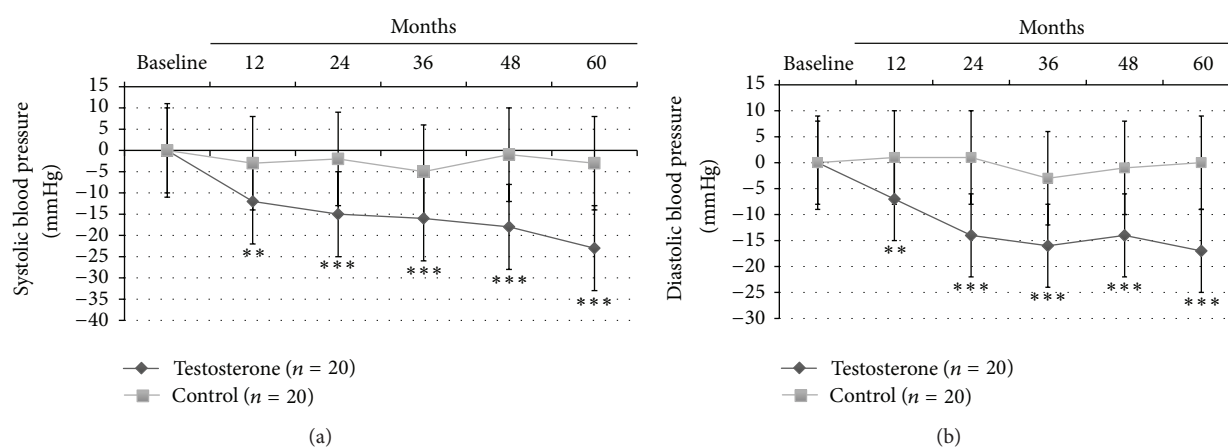 Months
Baseline 12 24 36 48 60
15
10
5
0
−5
−10
−15
−20
−25
−30
−35
−40
Systolic blood pressure
(mmHg)
**
***
***
***
***
Testosterone (n = 20)
Control (n = 20)
(a)
Months
Baseline 12 24 36 48 60
15
10
5
0
−5
−10
−15
−20
−25
−30
Diastolic blood pressure
(mmHg)
**
***
***
***
***
Testosterone (n = 20)
Control (n = 20)
(b)